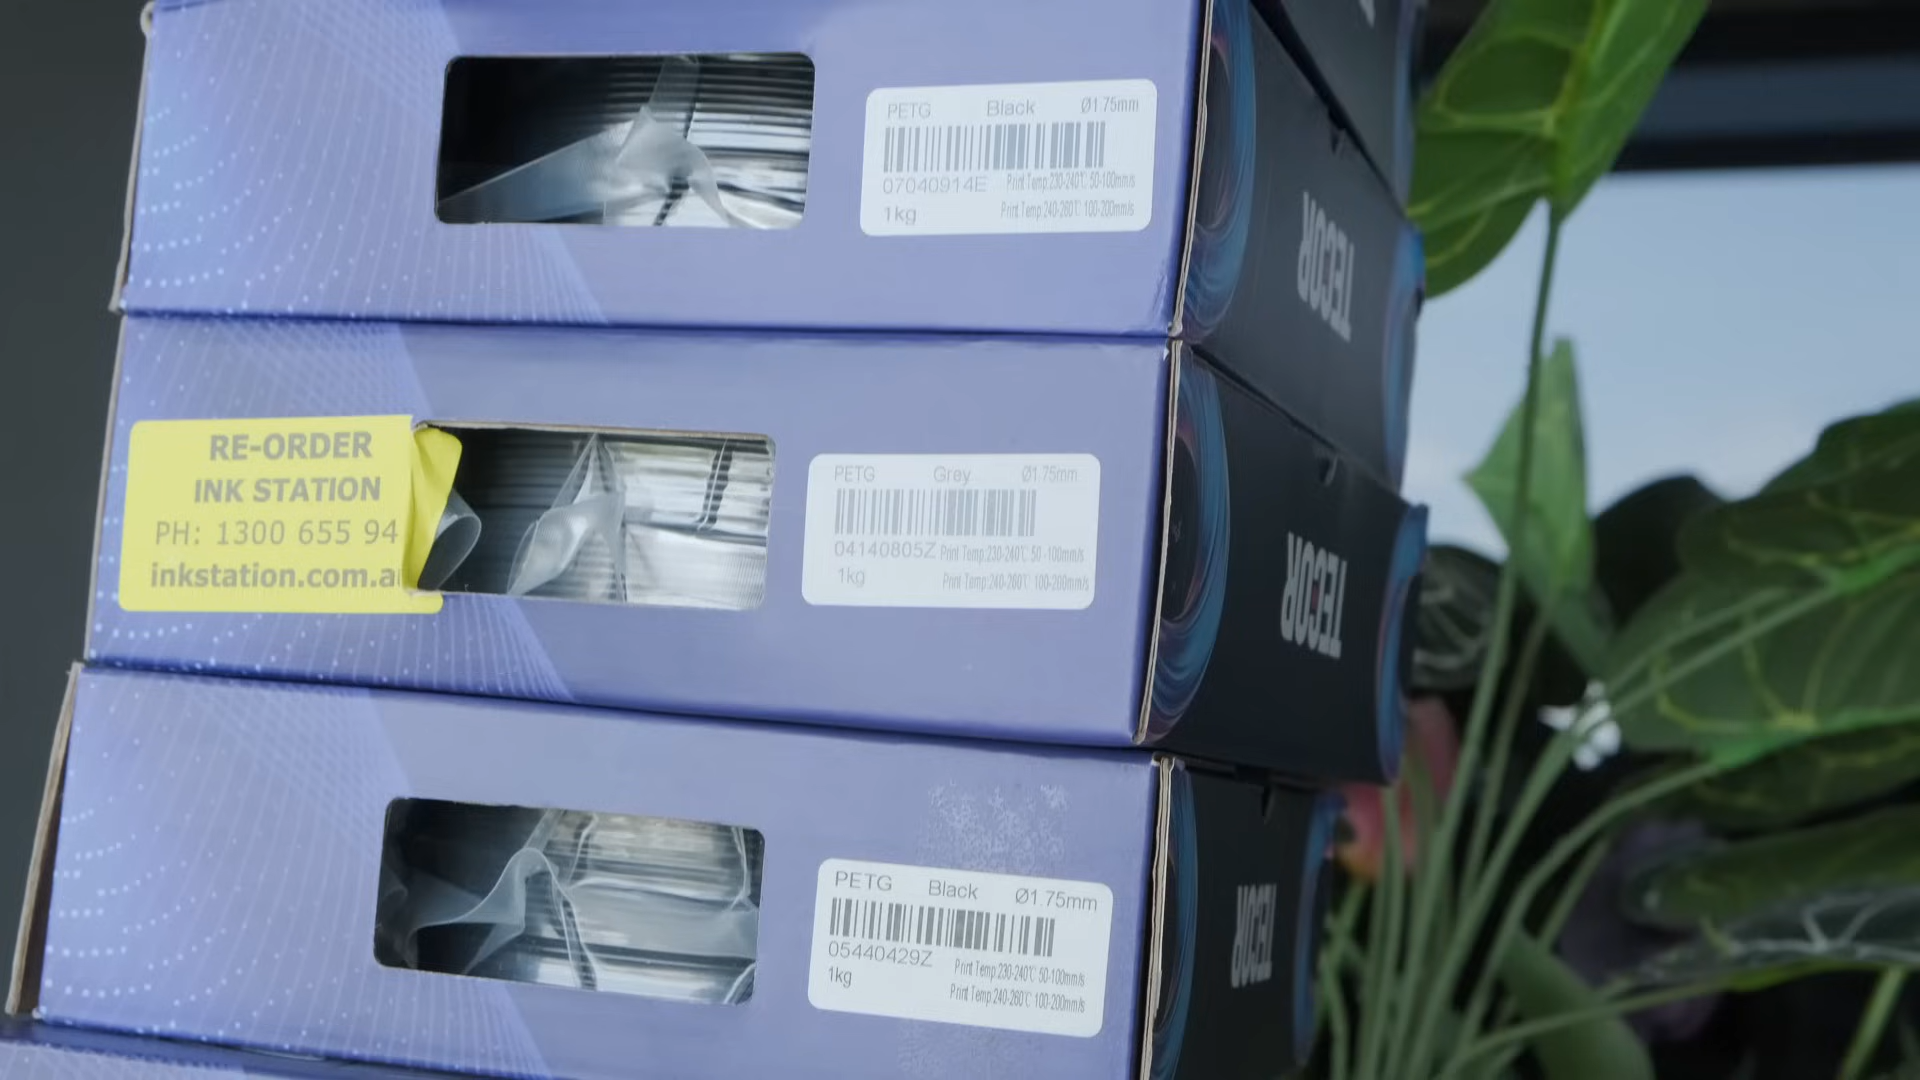 PETG Black Ø1.75mm
07040914E Print Temp:230-240℃ 50-100mm/s
1kg Print Temp:240-260℃ 100-200mm/s
TECOR
RE-ORDER
INK STATION
PH: 1300 655 94
inkstation.com.a
PETG Grey Ø1.75mm
04140805Z Print Temp:230-240℃ 50-100mm/s
1kg Print Temp:240-260℃ 100-200mm/s
TECOR
PETG Black Ø1.75mm
05440429Z Print Temp:230-240℃ 50-100mm/s
1kg Print Temp:240-260℃ 100-200mm/s
TECOR